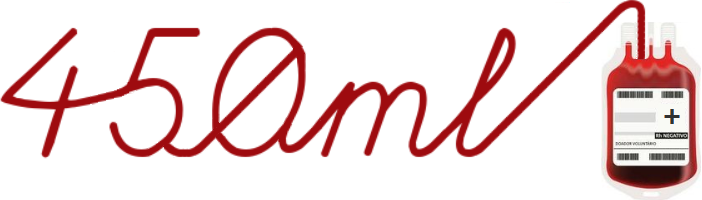 450ml
+
Rh NEGATIVO
DOADOR VOLUNTÁRIO